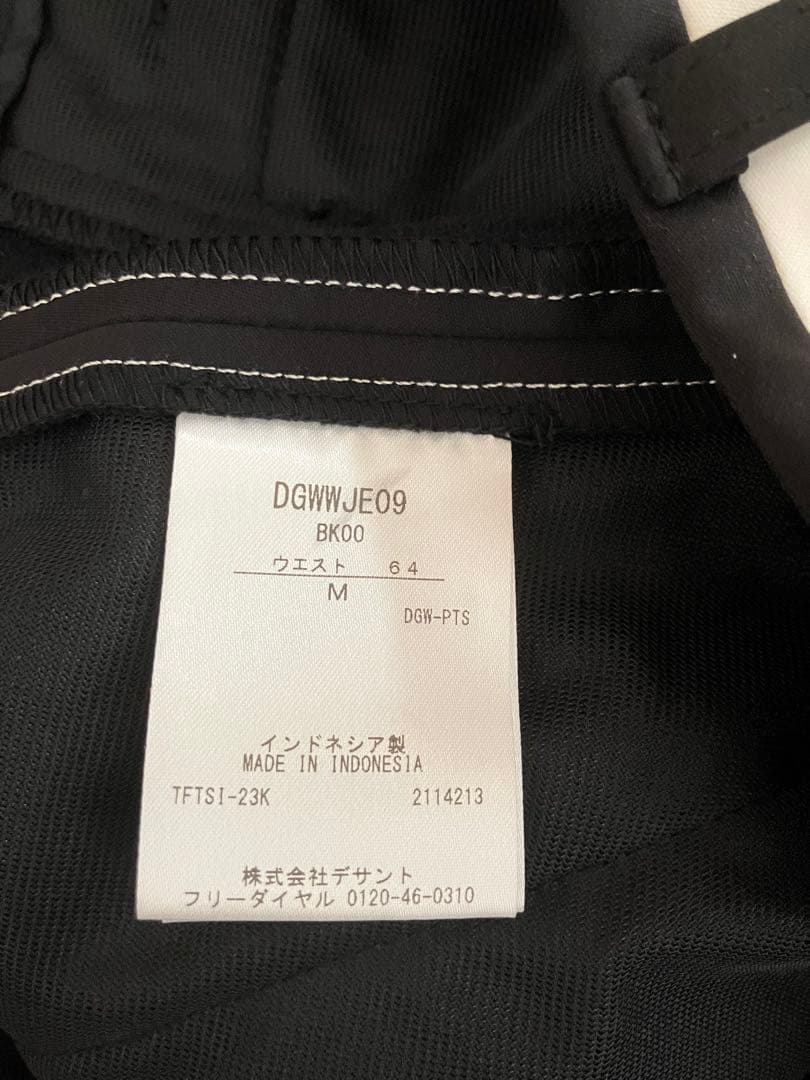 DGWWJE09
BK00
ウエスト 64
M
DGW-PTS
インドネシア製
MADE IN INDONESIA
TFTSI-23K 2114213
株式会社デサント
フリーダイヤル 0120-46-0310